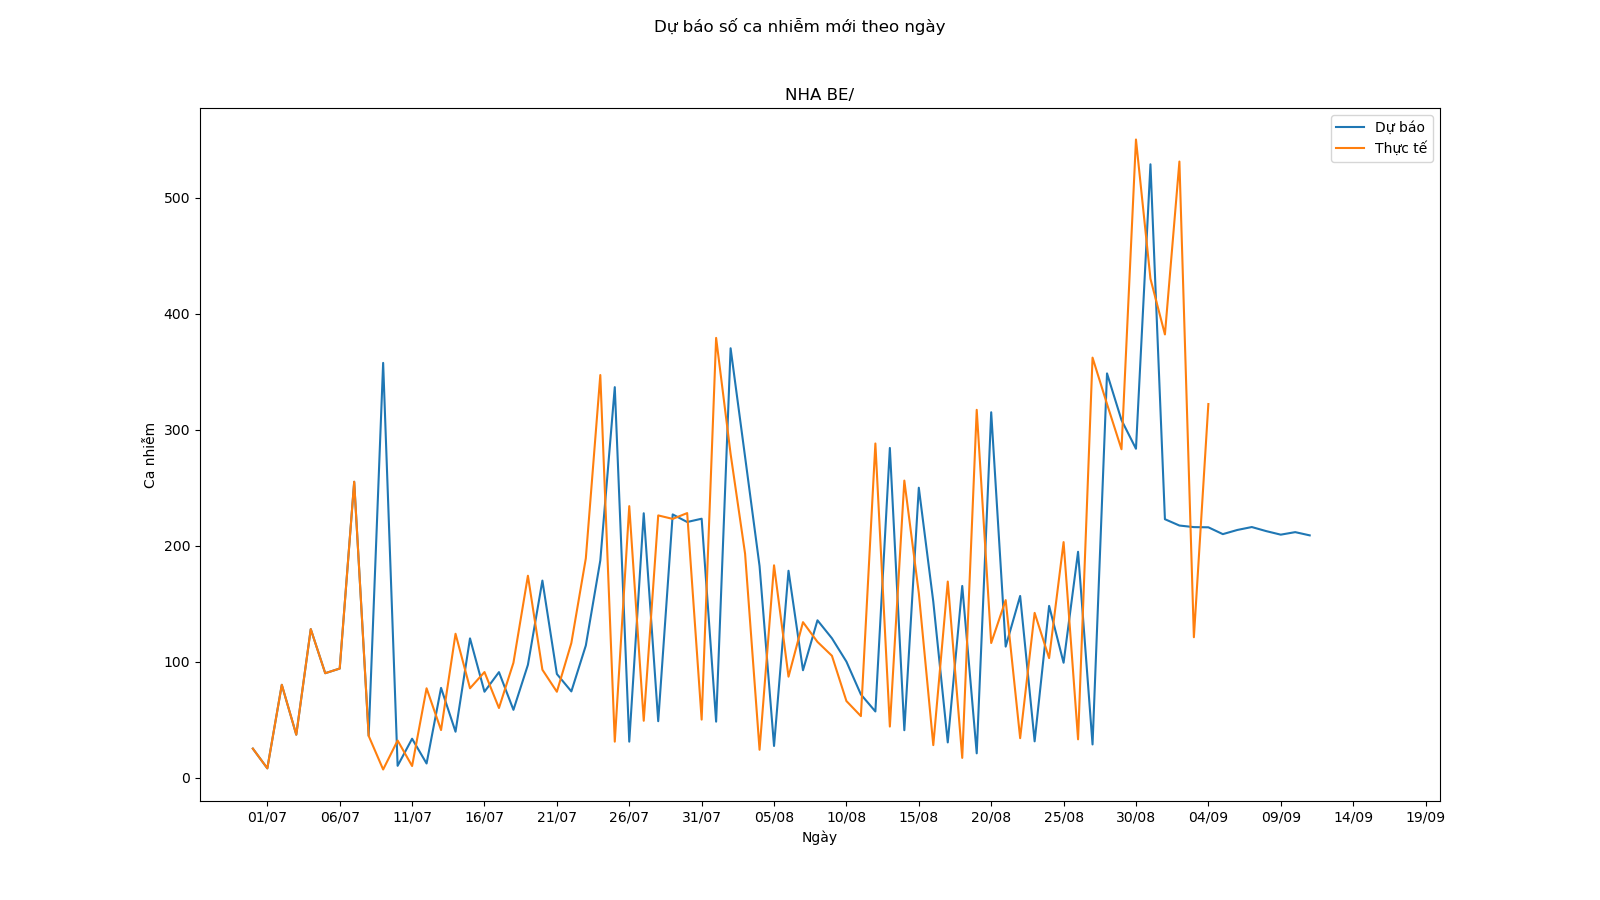 Dự báo số ca nhiễm mới theo ngày
NHA BE/
Dự báo
Thực tế
500
400
300
200
100
0
Ca nhiễm
01/07 06/07 11/07 16/07 21/07 26/07 31/07 05/08 10/08 15/08 20/08 25/08 30/08 04/09 09/09 14/09 19/09
Ngày